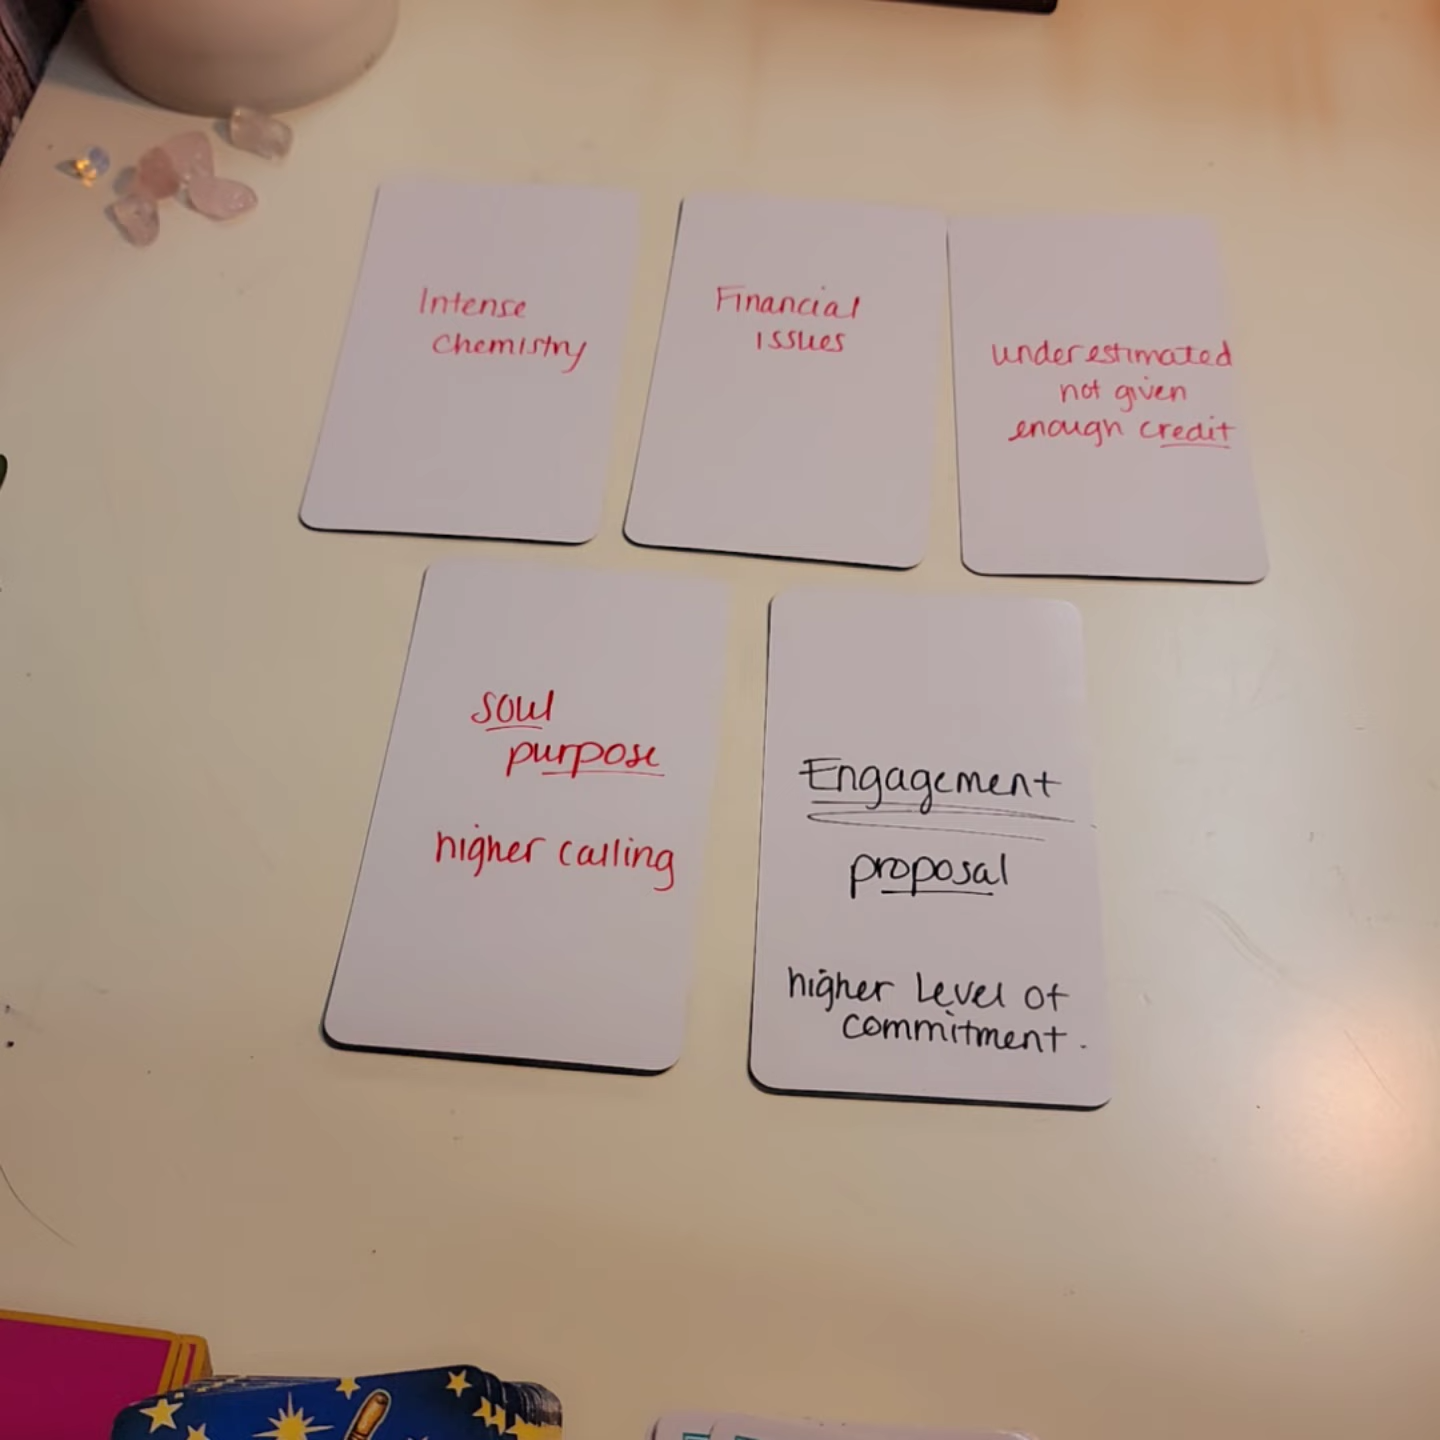 Intense
Chemistry
Financial
issues
underestimated
not given
enough credit
soul
purpose
higher calling
Engagement
proposal
higher Level of
commitment.